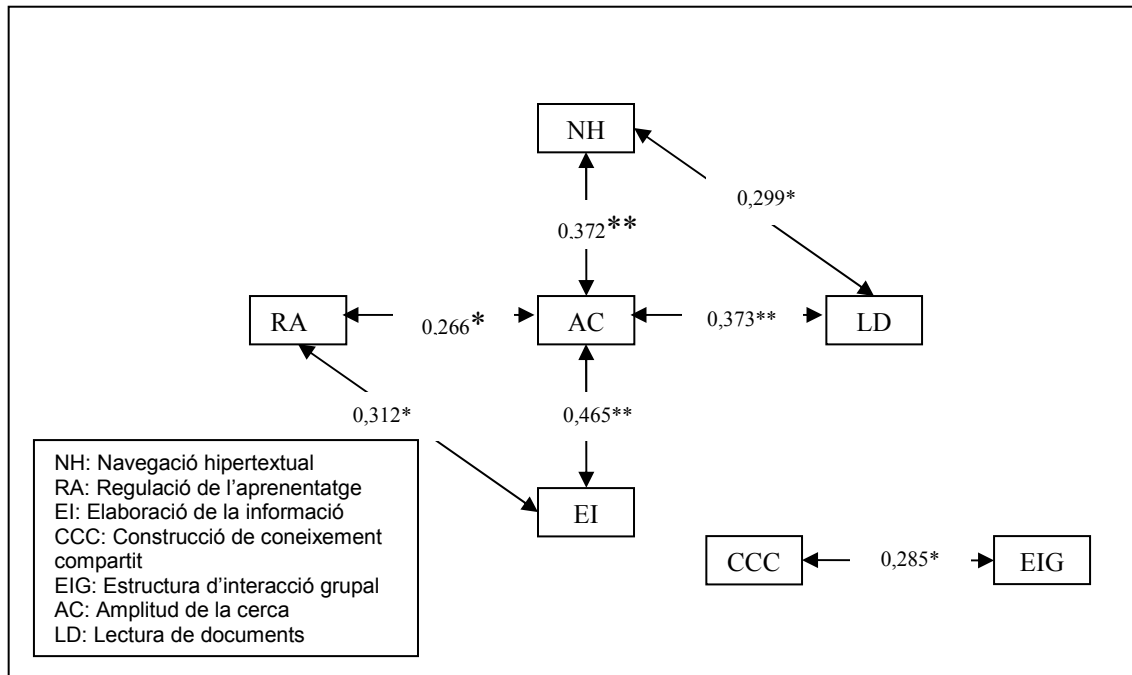 NH
0,299*
0,372**
RA
0,266*
AC
0,373**
LD
0,312*
0,465**
NH: Navegació hipertextual
RA: Regulació de l'aprenentatge
EI: Elaboració de la informació
CCC: Construcció de coneixement
compartit
EIG: Estructura d'interacció grupal
AC: Amplitud de la cerca
LD: Lectura de documents
EI
CCC
0,285*
EIG